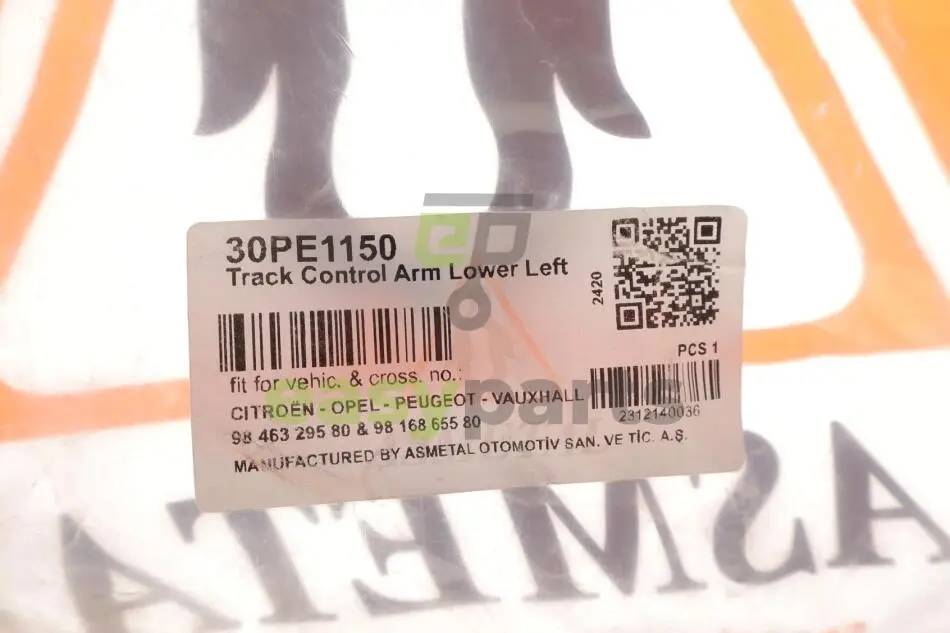 30PE1150
Track Control Arm Lower Left
2420
PCS 1
fit for vehic. & cross. no.:
easyparts
CITROËN - OPEL - PEUGEOT - VAUXHALL
98 463 295 80 & 98 168 655 80
2312140036
MANUFACTURED BY ASMETAL OTOMOTİV SAN. VE TİC. A.Ş.
ASMETA